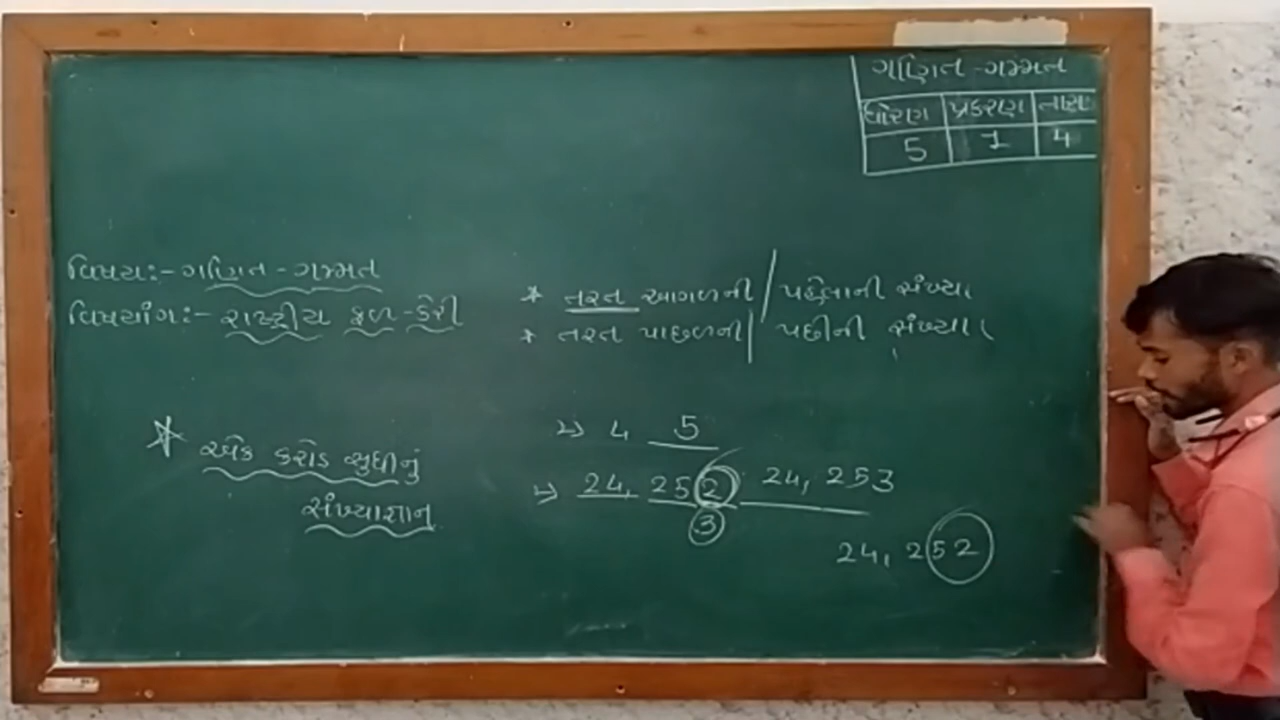 ગણિત-ગમ્મત
ધોરણ પ્રકરણ તાસ
5 1 4
વિષય:- ગણિત-ગમ્મત
વિષયાંગ:- રાષ્ટ્રીય ફળ-કેરી
* તરત આગળની / પહેલાની સંખ્યા
* તરત પાછળની / પછીની સંખ્યા
એક કરોડ સુધીનું
સંખ્યાજ્ઞાન
4 5
24, 252 24, 253
3
24, 252